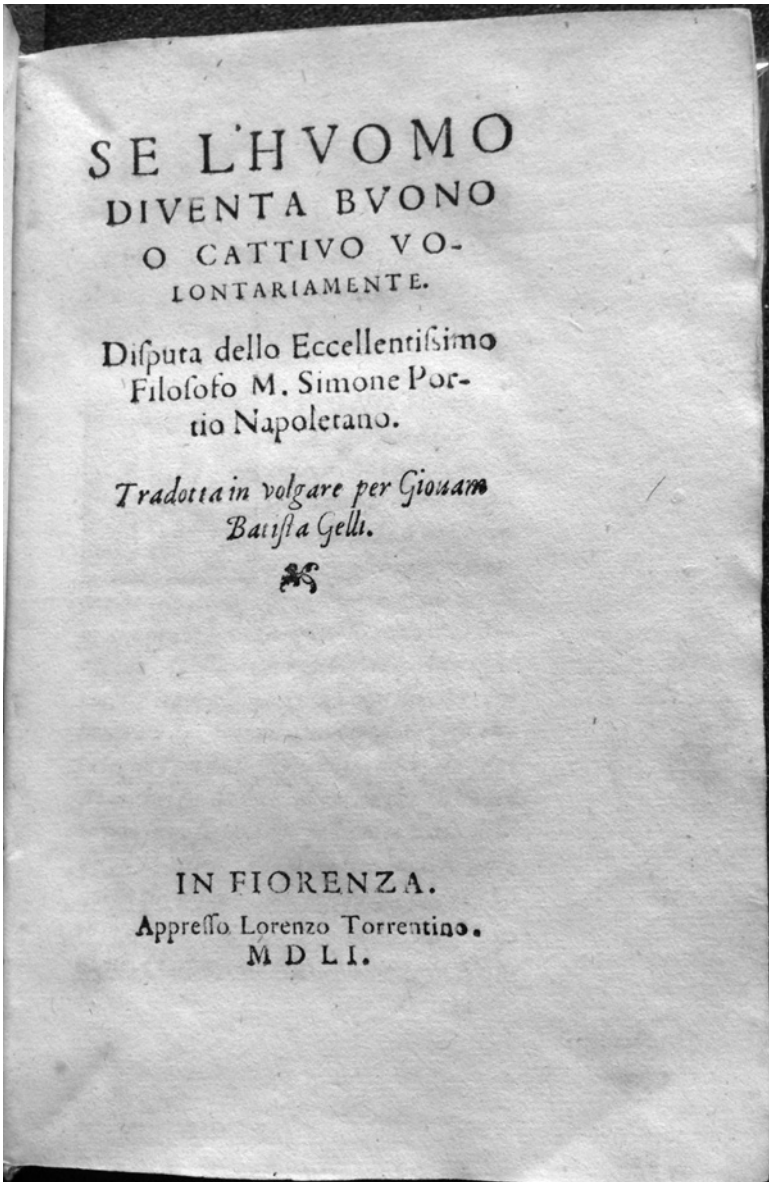 SE L'HVOMO
DIVENTA BVONO
O CATTIVO VO-
LONTARIAMENTE.
Diſputa dello Eccellentiſsimo
Filoſofo M. Simone Por-
tio Napoletano.
Tradotta in volgare per Giouam
Batiſta Gelli.
IN FIORENZA.
Appreſſo Lorenzo Torrentino.
M D L I.